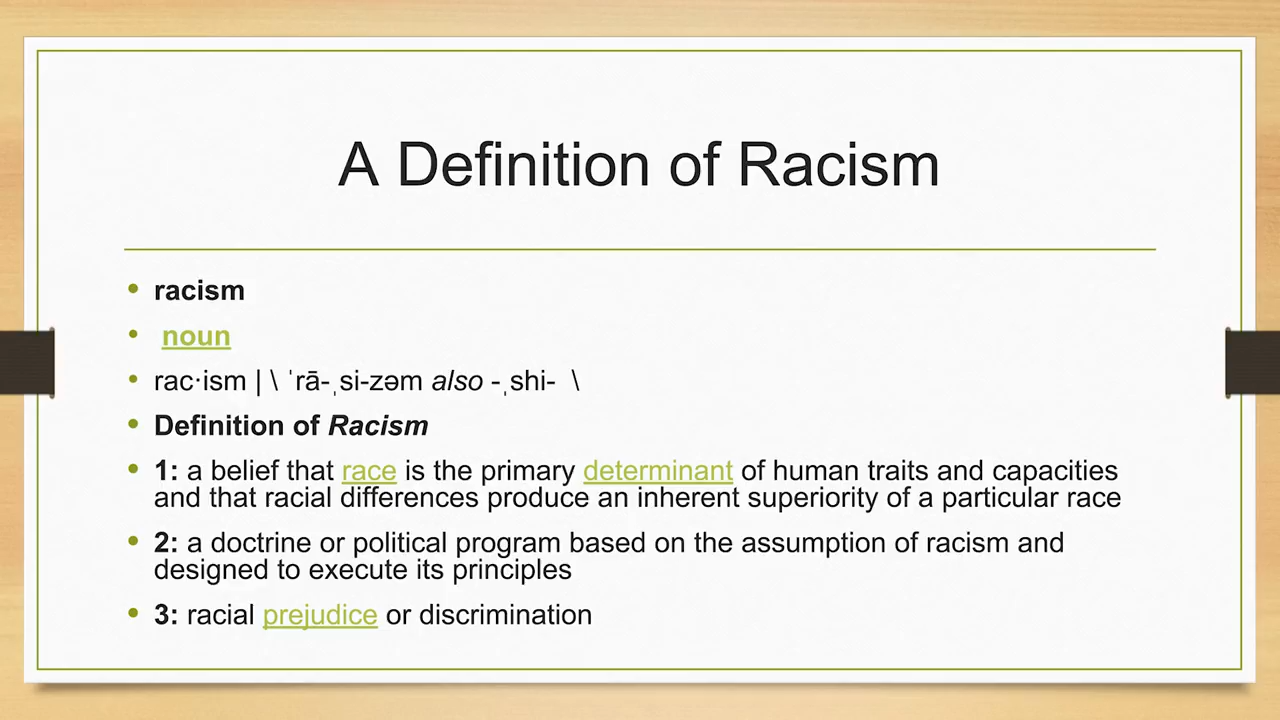 A Definition of Racism
• racism
• noun
• rac·ism | \ ˈrā-ˌsi-zəm also -ˌshi- \
• Definition of Racism
• 1: a belief that race is the primary determinant of human traits and capacities
and that racial differences produce an inherent superiority of a particular race
• 2: a doctrine or political program based on the assumption of racism and
designed to execute its principles
• 3: racial prejudice or discrimination